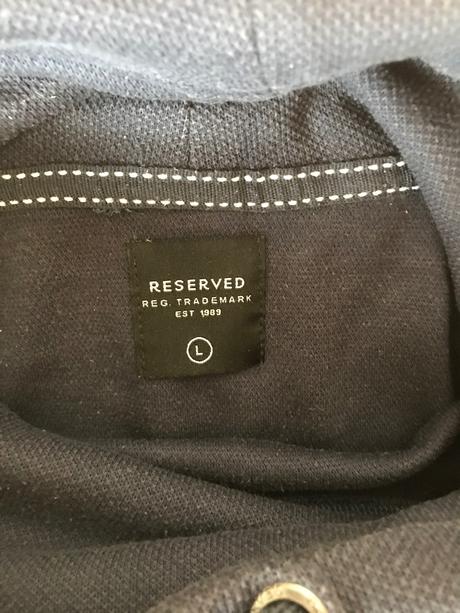 RESERVED
REG. TRADEMARK
EST 1989
L